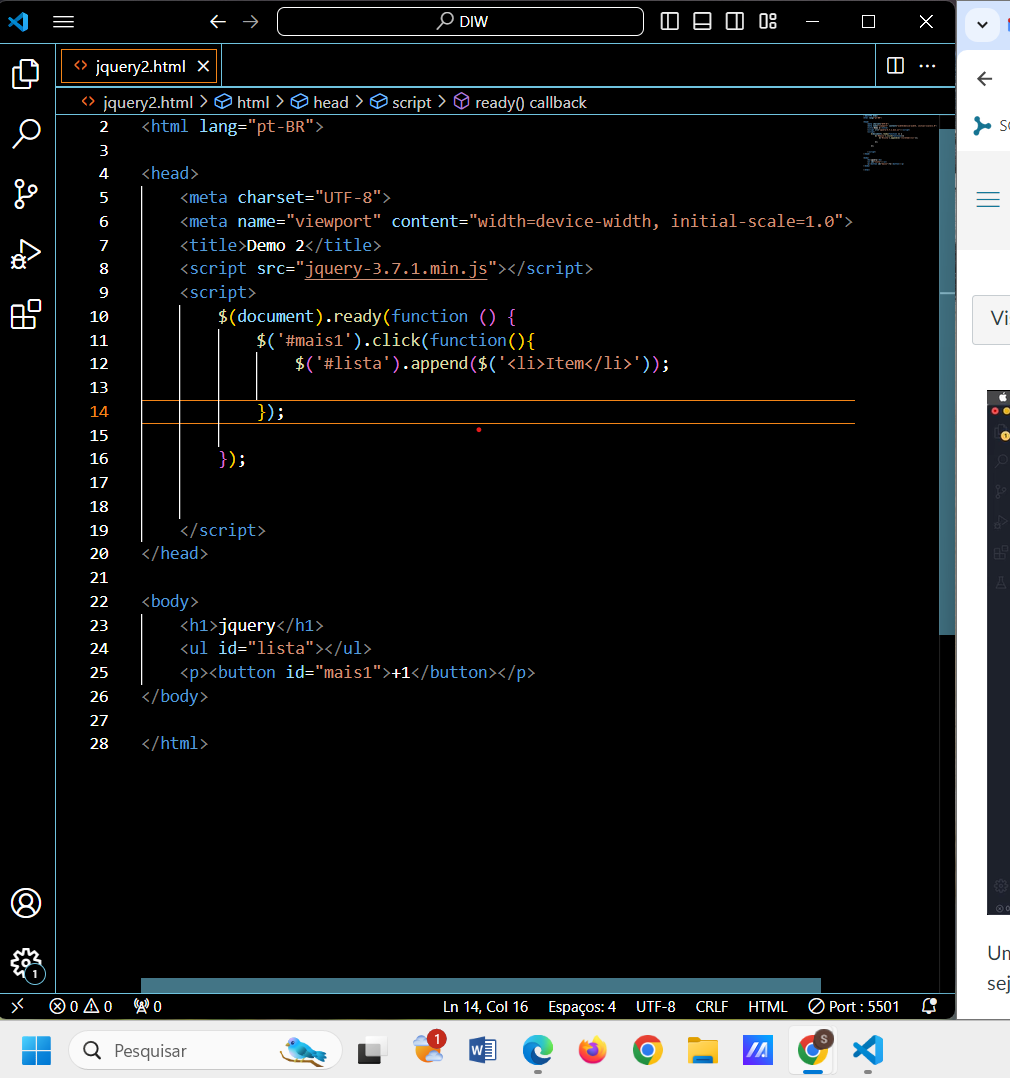 DIW
jquery2.html
jquery2.html > html > head > script > ready() callback
2 <html lang="pt-BR">
3
4 <head>
5 <meta charset="UTF-8">
6 <meta name="viewport" content="width=device-width, initial-scale=1.0">
7 <title>Demo 2</title>
8 <script src="jquery-3.7.1.min.js"></script>
9 <script>
10 $(document).ready(function () {
11 $('#mais1').click(function(){
12 $('#lista').append($('<li>Item</li>'));
13
14 });
15
16 });
17
18
19 </script>
20 </head>
21
22 <body>
23 <h1>jquery</h1>
24 <ul id="lista"></ul>
25 <p><button id="mais1">+1</button></p>
26 </body>
27
28 </html>
1
0 0 0 Ln 14, Col 16 Espaços: 4 UTF-8 CRLF HTML Port : 5501
Vi
1
Un
sej
Pesquisar
1
S